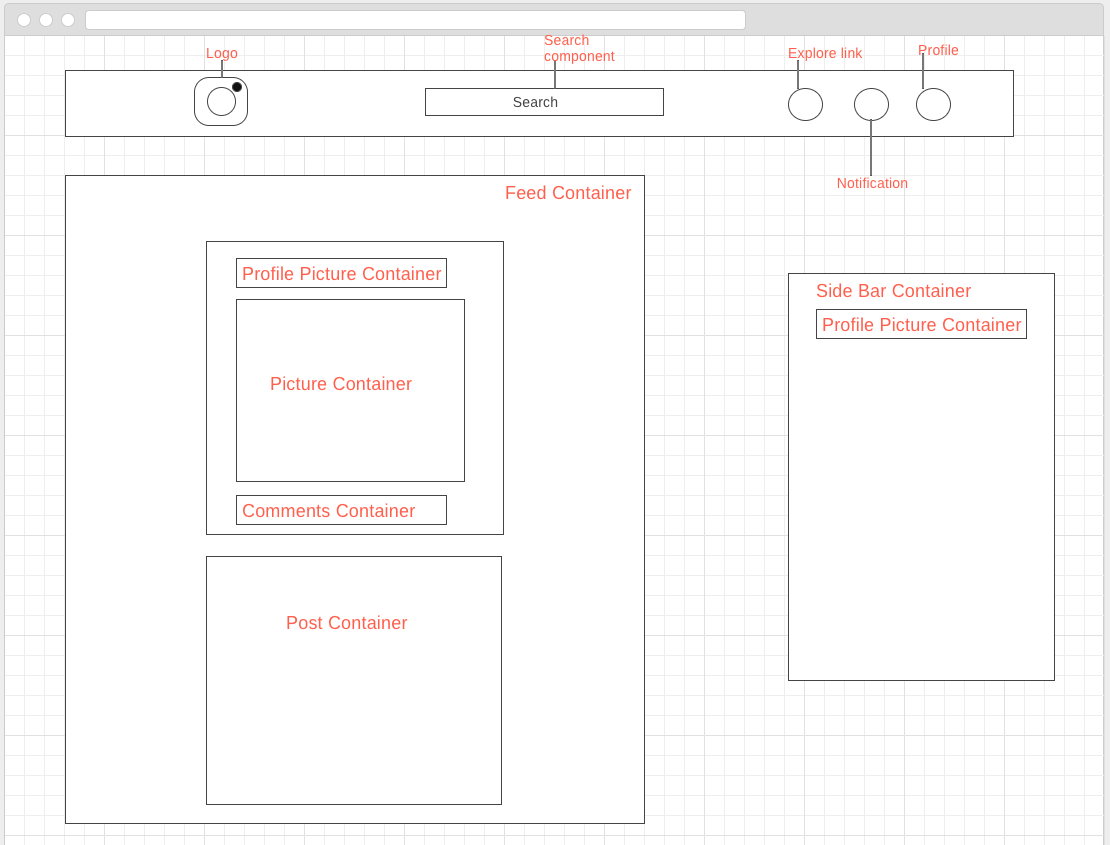 Logo
Search
component
Explore link
Profile
Search
Notification
Feed Container
Profile Picture Container
Picture Container
Comments Container
Post Container
Side Bar Container
Profile Picture Container